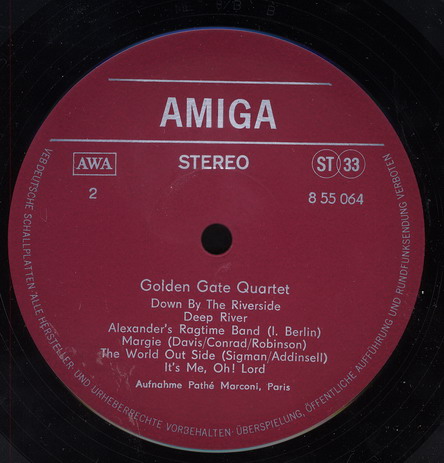 AMIGA
AWA
STEREO
ST 33
2
8 55 064
Golden Gate Quartet
Down By The Riverside
Deep River
Alexander's Ragtime Band (I. Berlin)
Margie (Davis/Conrad/Robinson)
The World Out Side (Sigman/Addinsell)
It's Me, Oh! Lord
Aufnahme Pathé Marconi, Paris
VEB DEUTSCHE SCHALLPLATTEN · ALLE HERSTELLER- UND URHEBERRECHTE VORBEHALTEN · ÜBERSPIELUNG, ÖFFENTLICHE AUFFÜHRUNG UND RUNDFUNKSENDUNG VERBOTEN